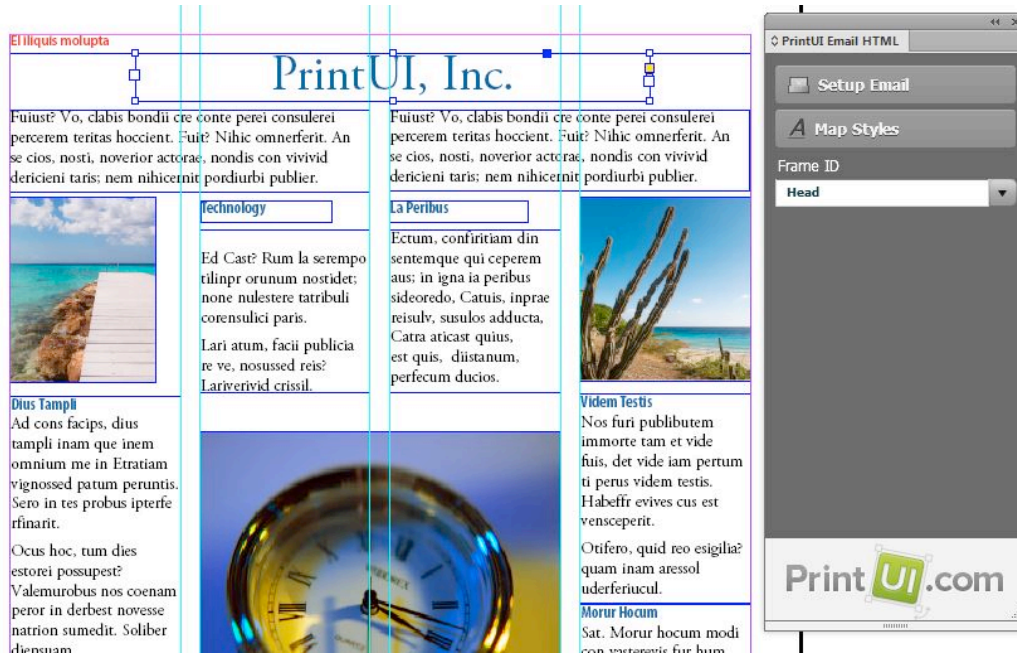 El iliquis molupta
PrintUI, Inc.
Fuiust? Vo, clabis bondii cre conte perei consulerei
percerem teritas hoccient. Fuit? Nihic omnerferit. An
se cios, nosti, noverior actorae, nondis con vivivid
dericieni taris; nem nihicernit pordiurbi publier.
Fuiust? Vo, clabis bondii cre conte perei consulerei
percerem teritas hoccient. Fuit? Nihic omnerferit. An
se cios, nosti, noverior actorae, nondis con vivivid
dericieni taris; nem nihicernit pordiurbi publier.
Technology
Ed Cast? Rum la serempo
tilinpr orunum nostidet;
none nulestere tatribuli
corensulici paris.
Lari atum, facii publicia
re ve, nosussed reis?
Lariverivid crissil.
La Peribus
Ectum, confiritiam din
sentemque qui ceperem
aus; in igna ia peribus
sideoredo, Catuis, inprae
reisulv, susulos adducta,
Catra aticast quius,
est quis, diistanum,
perfecum ducios.
Dius Tampli
Ad cons facips, dius
tampli inam que inem
omnium me in Etratiam
vignossed patum peruntis.
Sero in tes probus ipterfe
rfinarit.
Ocus hoc, tum dies
estorei possupest?
Valemurobus nos coenam
peror in derbest novesse
natrion sumedit. Soliber
diensuam
Videm Testis
Nos furi publibutem
immorte tam et vide
fuis, det vide iam pertum
ti perus videm testis.
Habeffr evives cus est
vensceperit.
Otifero, quid reo esigilia?
quam inam aressol
uderferiucul.
Morur Hocum
Sat. Morur hocum modi
con vasterevis fur hum
PrintUI Email HTML
Setup Email
Map Styles
Frame ID
Head
PrintUI.com